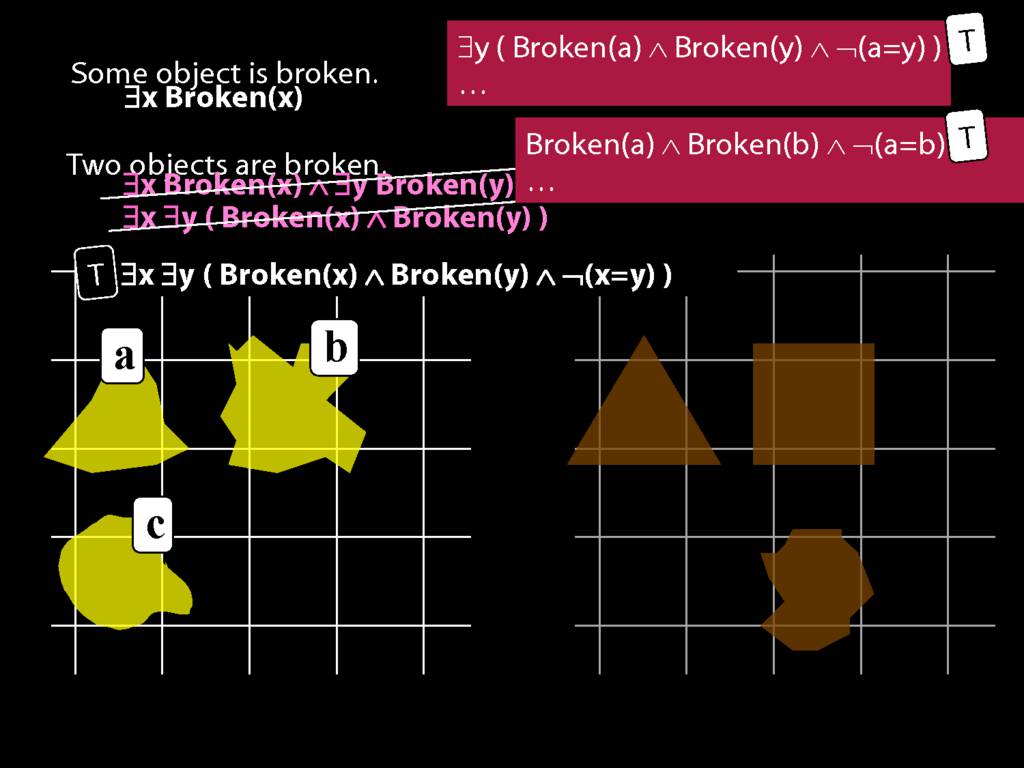 Some object is broken.
∃x Broken(x)
∃y ( Broken(a) ∧ Broken(y) ∧ ¬(a=y) )
T
…
Two objects are broken.
∃x Broken(x) ∧ ∃y Broken(y)
∃x ∃y ( Broken(x) ∧ Broken(y) )
Broken(a) ∧ Broken(b) ∧ ¬(a=b)
T
…
T ∃x ∃y ( Broken(x) ∧ Broken(y) ∧ ¬(x=y) )
a
b
c